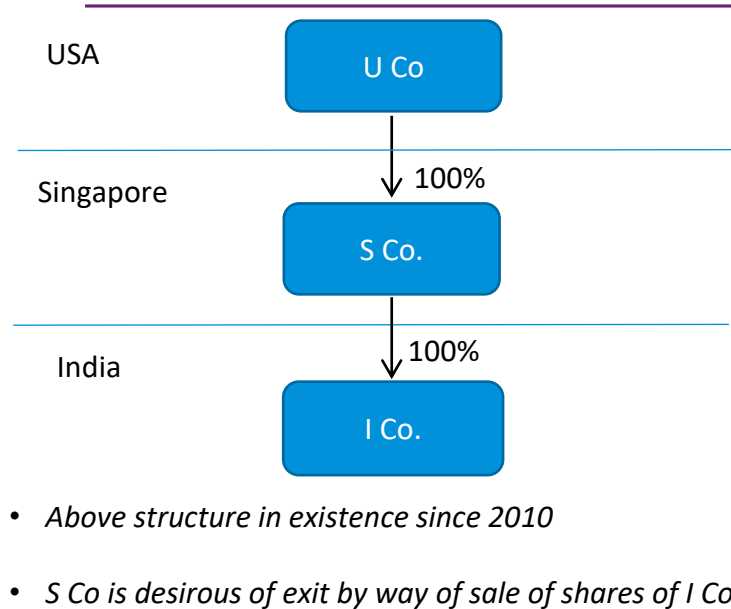 USA
U Co
100%
Singapore
S Co.
100%
India
I Co.
• Above structure in existence since 2010
• S Co is desirous of exit by way of sale of shares of I Co